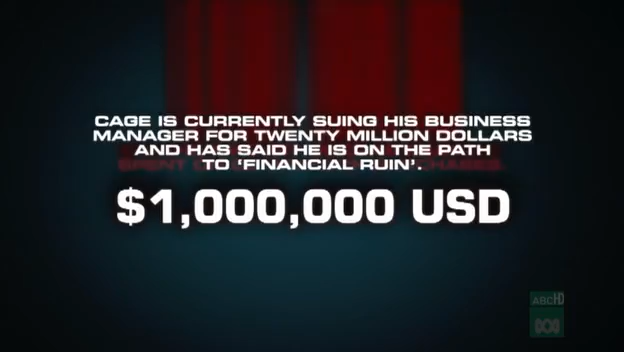 CAGE IS CURRENTLY SUING HIS BUSINESS
MANAGER FOR TWENTY MILLION DOLLARS
AND HAS SAID HE IS ON THE PATH
TO 'FINANCIAL RUIN'.
$1,000,000 USD
ABC HD